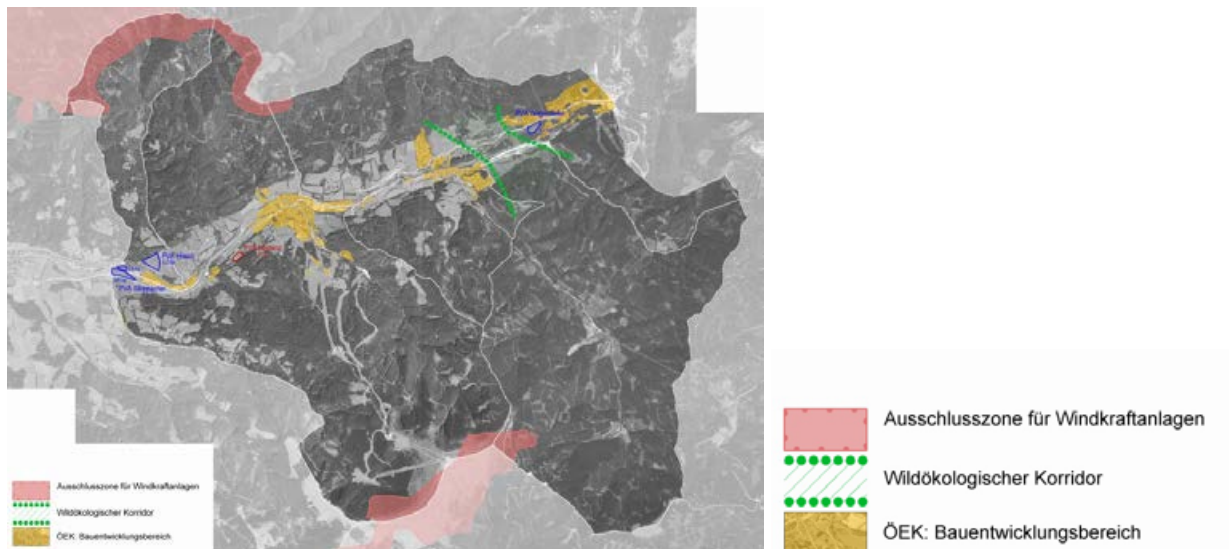 Ausschlusszone für Windkraftanlagen
Wildökologischer Korridor
ÖEK: Bauentwicklungsbereich
Ausschlusszone für Windkraftanlagen
Wildökologischer Korridor
ÖEK: Bauentwicklungsbereich